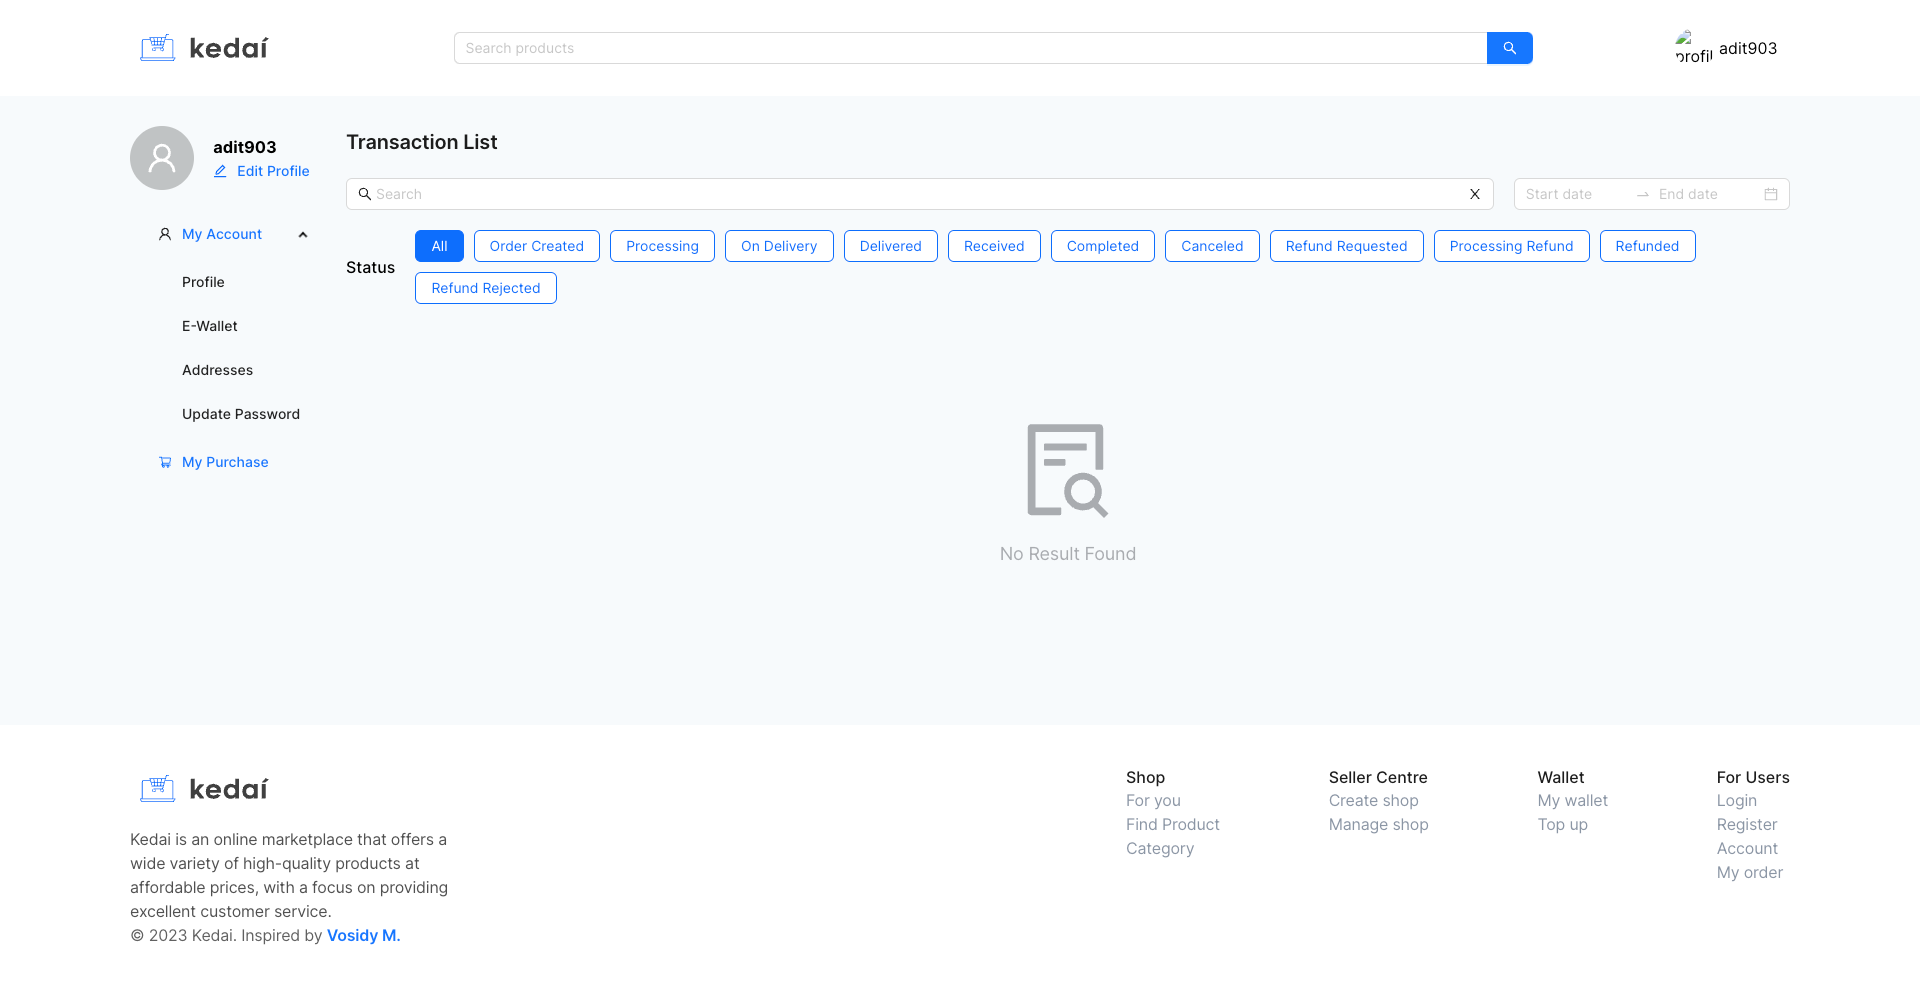 kedaí
Search products
profil
adit903
adit903
Edit Profile
My Account
Profile
E-Wallet
Addresses
Update Password
My Purchase
Transaction List
Search
X
Start date
End date
Status
All
Order Created
Processing
On Delivery
Delivered
Received
Completed
Canceled
Refund Requested
Processing Refund
Refunded
Refund Rejected
No Result Found
kedaí
Kedai is an online marketplace that offers a
wide variety of high-quality products at
affordable prices, with a focus on providing
excellent customer service.
© 2023 Kedai. Inspired by Vosidy M.
Shop
For you
Find Product
Category
Seller Centre
Create shop
Manage shop
Wallet
My wallet
Top up
For Users
Login
Register
Account
My order